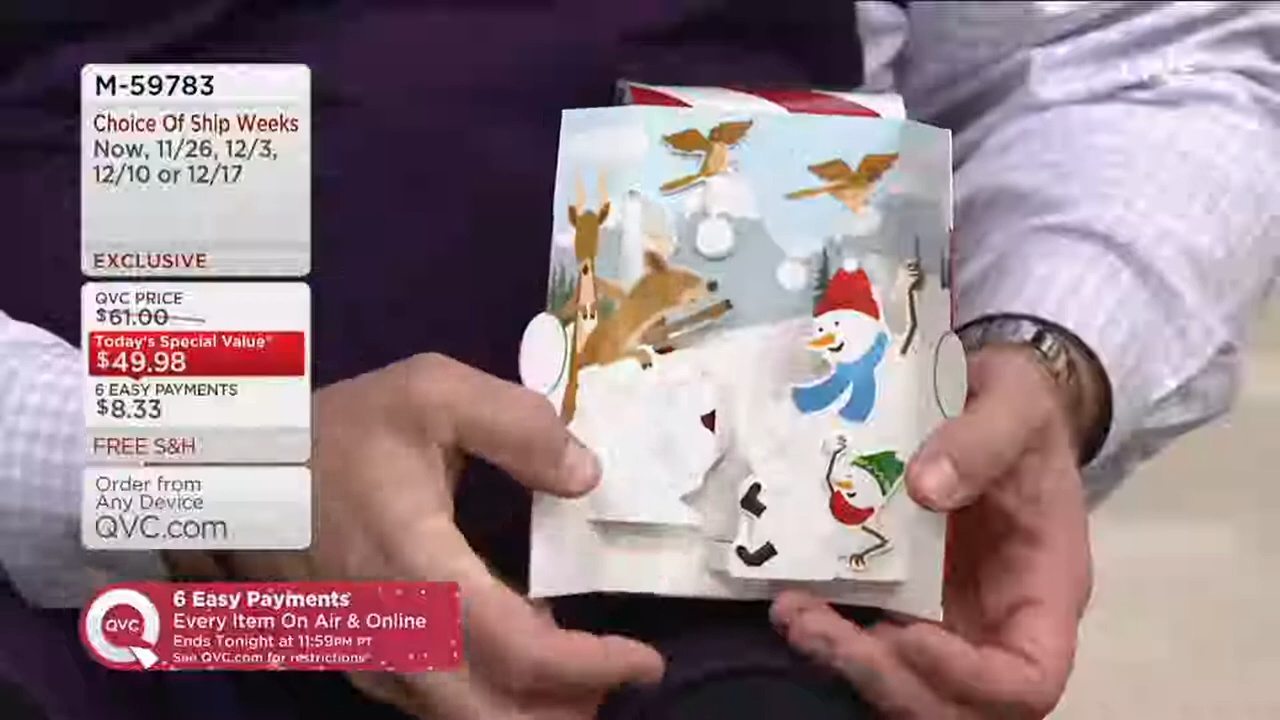 M-59783
Choice Of Ship Weeks
Now, 11/26, 12/3,
12/10 or 12/17
EXCLUSIVE
QVC PRICE
$61.00
Today's Special Value®
$49.98
6 EASY PAYMENTS
$8.33
FREE S&H
Order from
Any Device
QVC.com
LIVE
QVC
6 Easy Payments
Every Item On Air & Online
Ends Tonight at 11:59PM PT
See QVC.com for restrictions